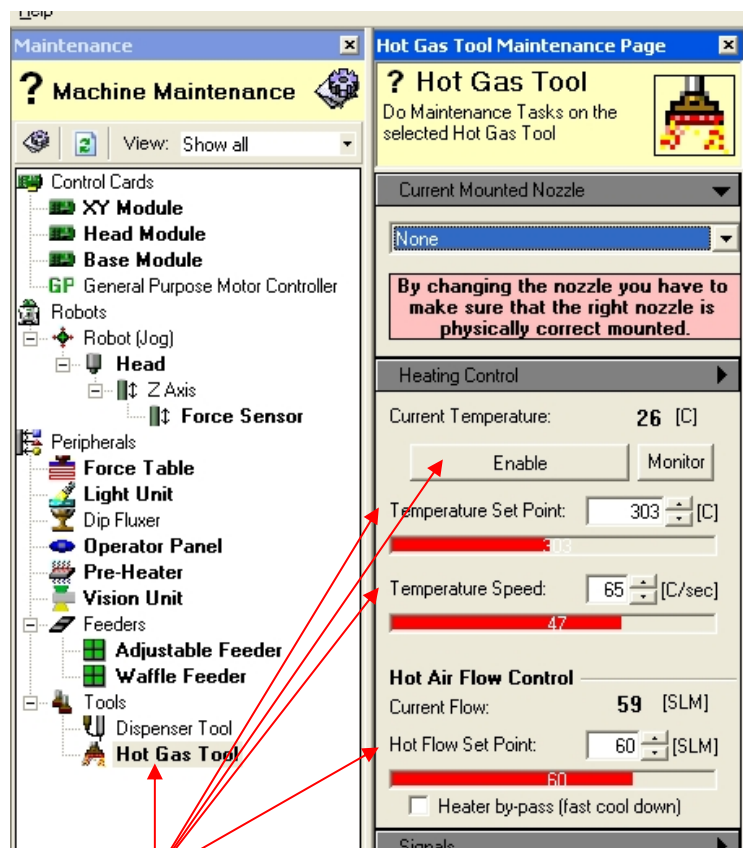 Help
Maintenance
? Machine Maintenance
View: Show all
Control Cards
XY Module
Head Module
Base Module
GP General Purpose Motor Controller
Robots
Robot (Jog)
Head
Z Axis
Force Sensor
Peripherals
Force Table
Light Unit
Dip Fluxer
Operator Panel
Pre-Heater
Vision Unit
Feeders
Adjustable Feeder
Waffle Feeder
Tools
Dispenser Tool
Hot Gas Tool
Hot Gas Tool Maintenance Page
? Hot Gas Tool
Do Maintenance Tasks on the
selected Hot Gas Tool
Current Mounted Nozzle
None
By changing the nozzle you have to
make sure that the right nozzle is
physically correct mounted.
Heating Control
Current Temperature: 26 [C]
Enable Monitor
Temperature Set Point: 303 [C]
303
Temperature Speed: 65 [C/sec]
47
Hot Air Flow Control
Current Flow: 59 [SLM]
Hot Flow Set Point: 60 [SLM]
60
Heater by-pass (fast cool down)
Signals